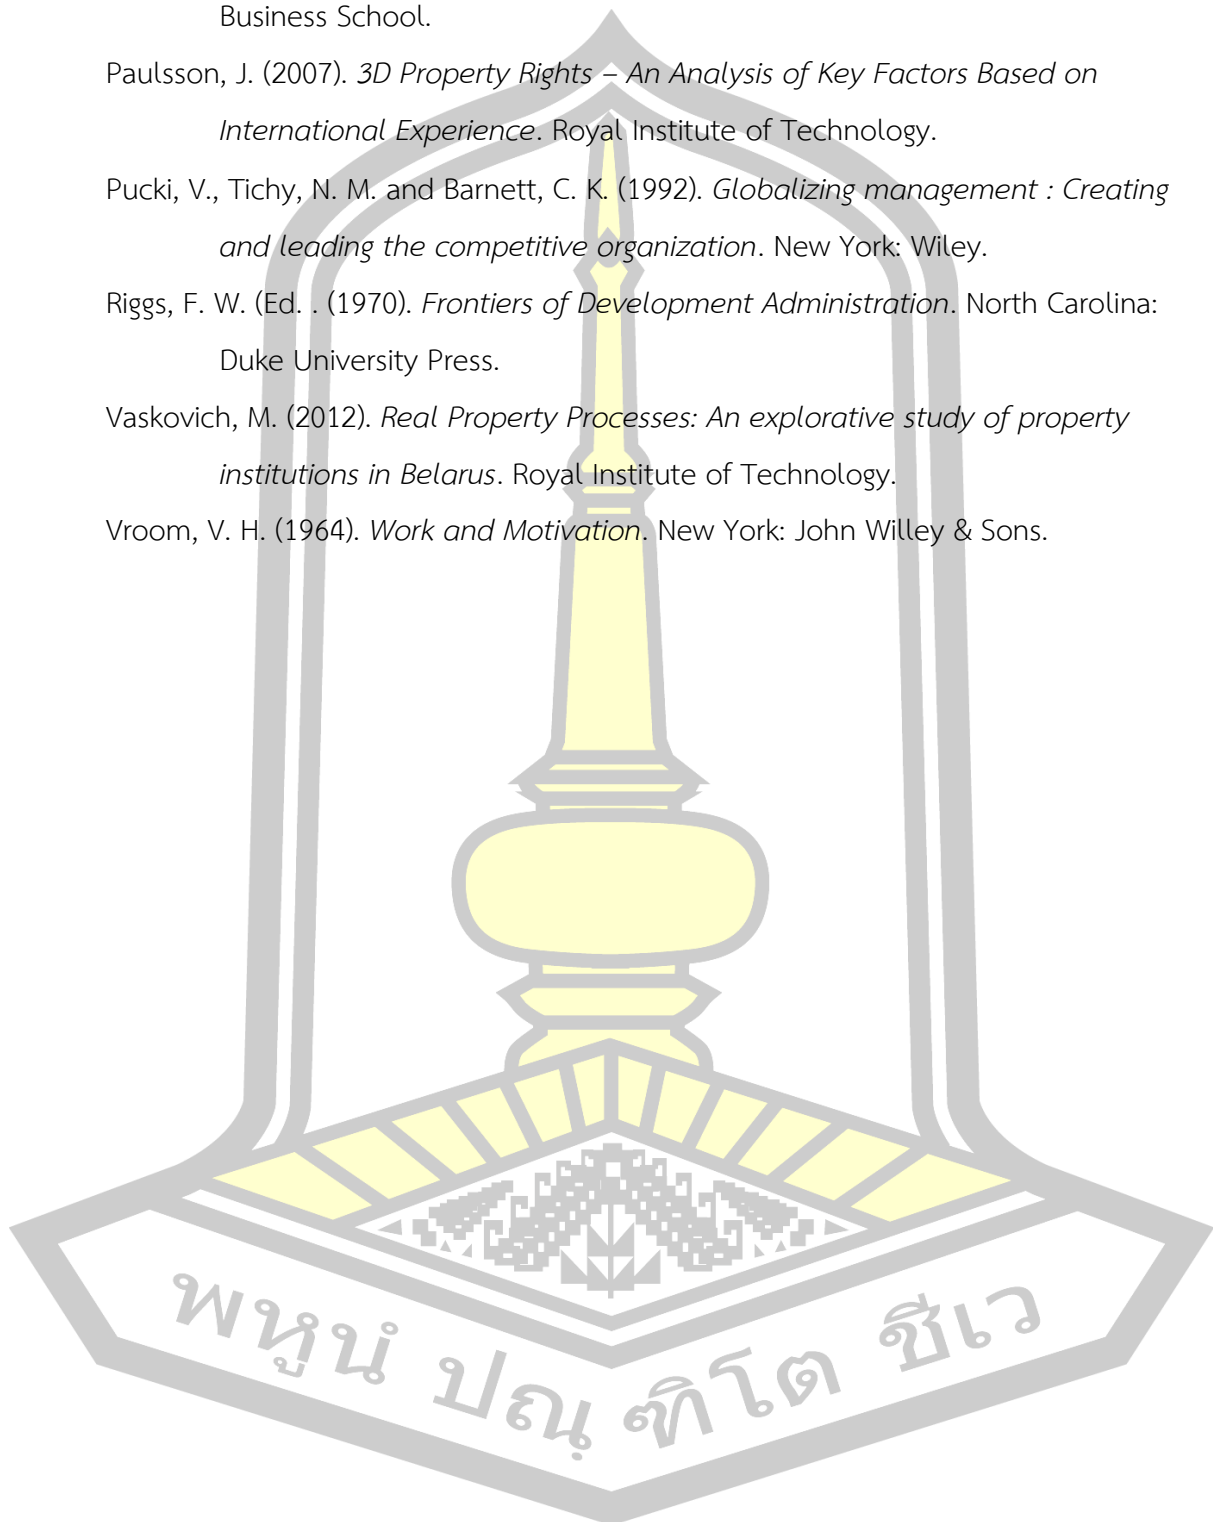 Business School.
Paulsson, J. (2007). 3D Property Rights – An Analysis of Key Factors Based on
International Experience. Royal Institute of Technology.
Pucki, V., Tichy, N. M. and Barnett, C. K. (1992). Globalizing management : Creating
and leading the competitive organization. New York: Wiley.
Riggs, F. W. (Ed. . (1970). Frontiers of Development Administration. North Carolina:
Duke University Press.
Vaskovich, M. (2012). Real Property Processes: An explorative study of property
institutions in Belarus. Royal Institute of Technology.
Vroom, V. H. (1964). Work and Motivation. New York: John Willey & Sons.
พหูนํ ปณฺ ฑิโต ชีเว